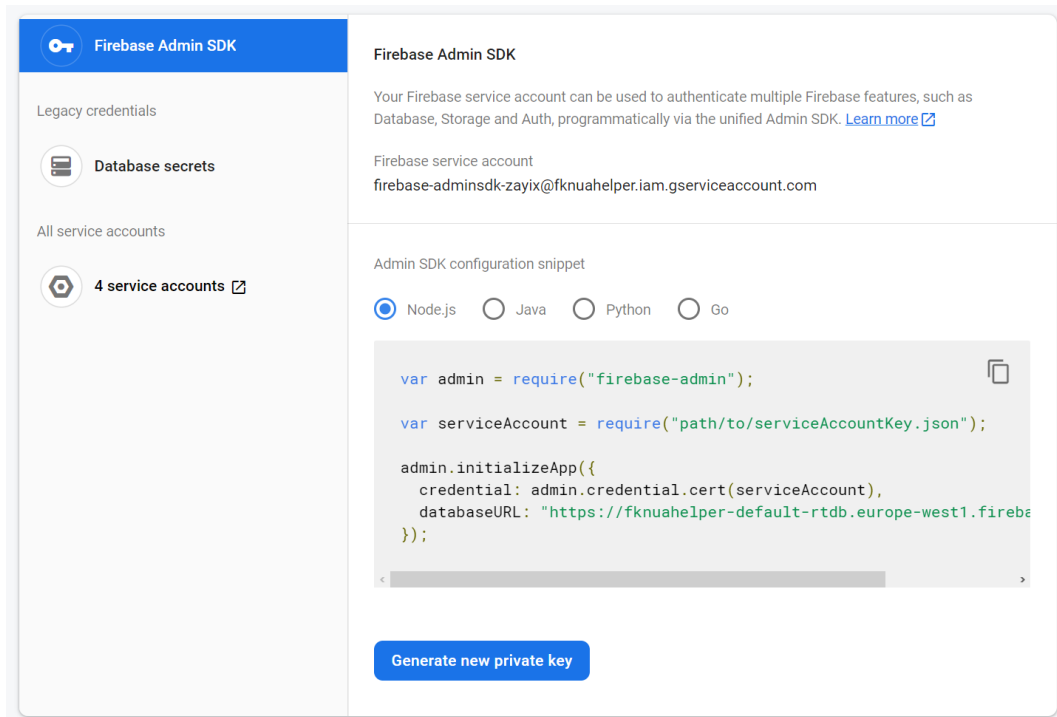 Firebase Admin SDK
Legacy credentials
Database secrets
All service accounts
4 service accounts
Firebase Admin SDK
Your Firebase service account can be used to authenticate multiple Firebase features, such as
Database, Storage and Auth, programmatically via the unified Admin SDK. Learn more
Firebase service account
firebase-adminsdk-zayix@fknuahelper.iam.gserviceaccount.com
Admin SDK configuration snippet
Node.js Java Python Go
var admin = require("firebase-admin");
var serviceAccount = require("path/to/serviceAccountKey.json");
admin.initializeApp({
  credential: admin.credential.cert(serviceAccount),
  databaseURL: "https://fknuahelper-default-rtdb.europe-west1.fireba
});
Generate new private key